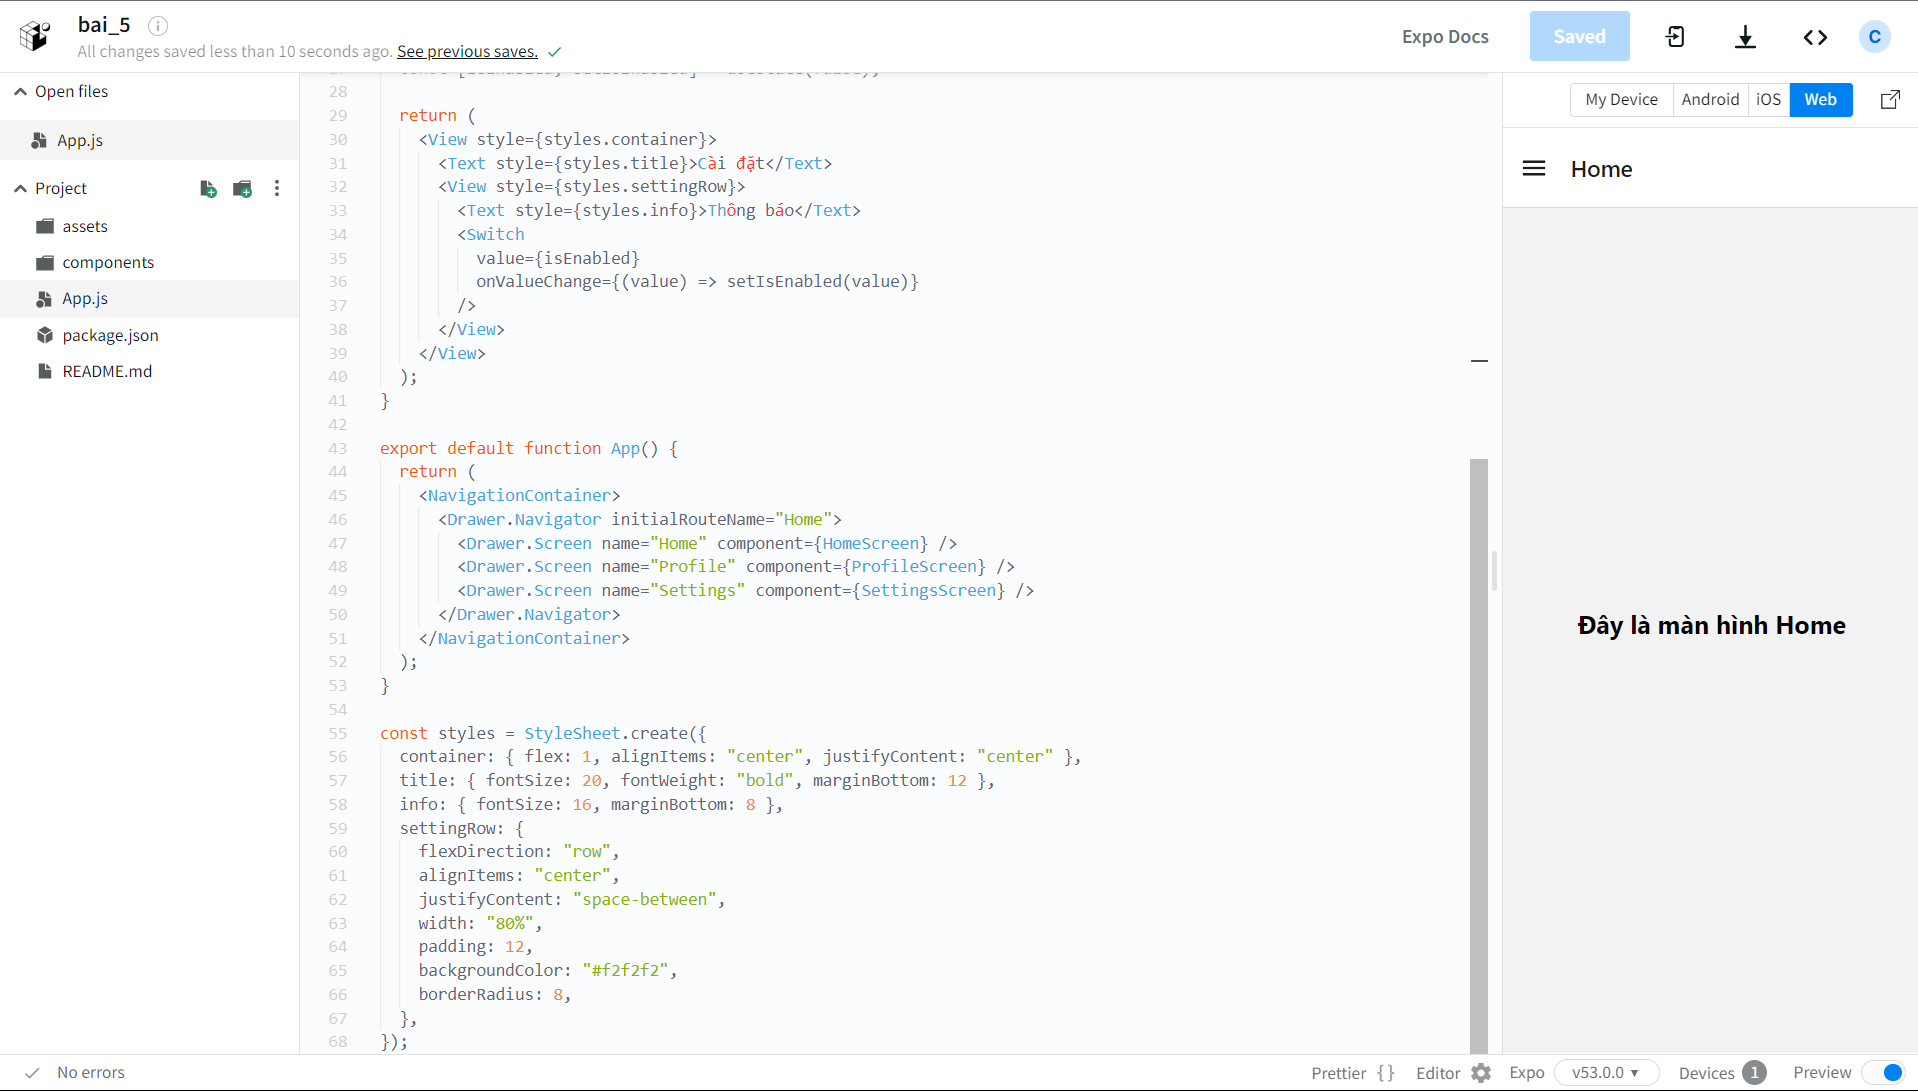 bai_5
All changes saved less than 10 seconds ago. See previous saves.
Expo Docs
Saved
C
Open files
App.js
Project
assets
components
App.js
package.json
README.md
28
29 return (
30 <View style={styles.container}>
31 <Text style={styles.title}>Cài đặt</Text>
32 <View style={styles.settingRow}>
33 <Text style={styles.info}>Thông báo</Text>
34 <Switch
35 value={isEnabled}
36 onValueChange={(value) => setIsEnabled(value)}
37 />
38 </View>
39 </View>
40 );
41 }
42
43 export default function App() {
44 return (
45 <NavigationContainer>
46 <Drawer.Navigator initialRouteName="Home">
47 <Drawer.Screen name="Home" component={HomeScreen} />
48 <Drawer.Screen name="Profile" component={ProfileScreen} />
49 <Drawer.Screen name="Settings" component={SettingsScreen} />
50 </Drawer.Navigator>
51 </NavigationContainer>
52 );
53 }
54
55 const styles = StyleSheet.create({
56 container: { flex: 1, alignItems: "center", justifyContent: "center" },
57 title: { fontSize: 20, fontWeight: "bold", marginBottom: 12 },
58 info: { fontSize: 16, marginBottom: 8 },
59 settingRow: {
60 flexDirection: "row",
61 alignItems: "center",
62 justifyContent: "space-between",
63 width: "80%",
64 padding: 12,
65 backgroundColor: "#f2f2f2",
66 borderRadius: 8,
67 },
68 });
My Device
Android
iOS
Web
Home
Đây là màn hình Home
No errors
Prettier {}
Editor
Expo
v53.0.0
Devices 1
Preview